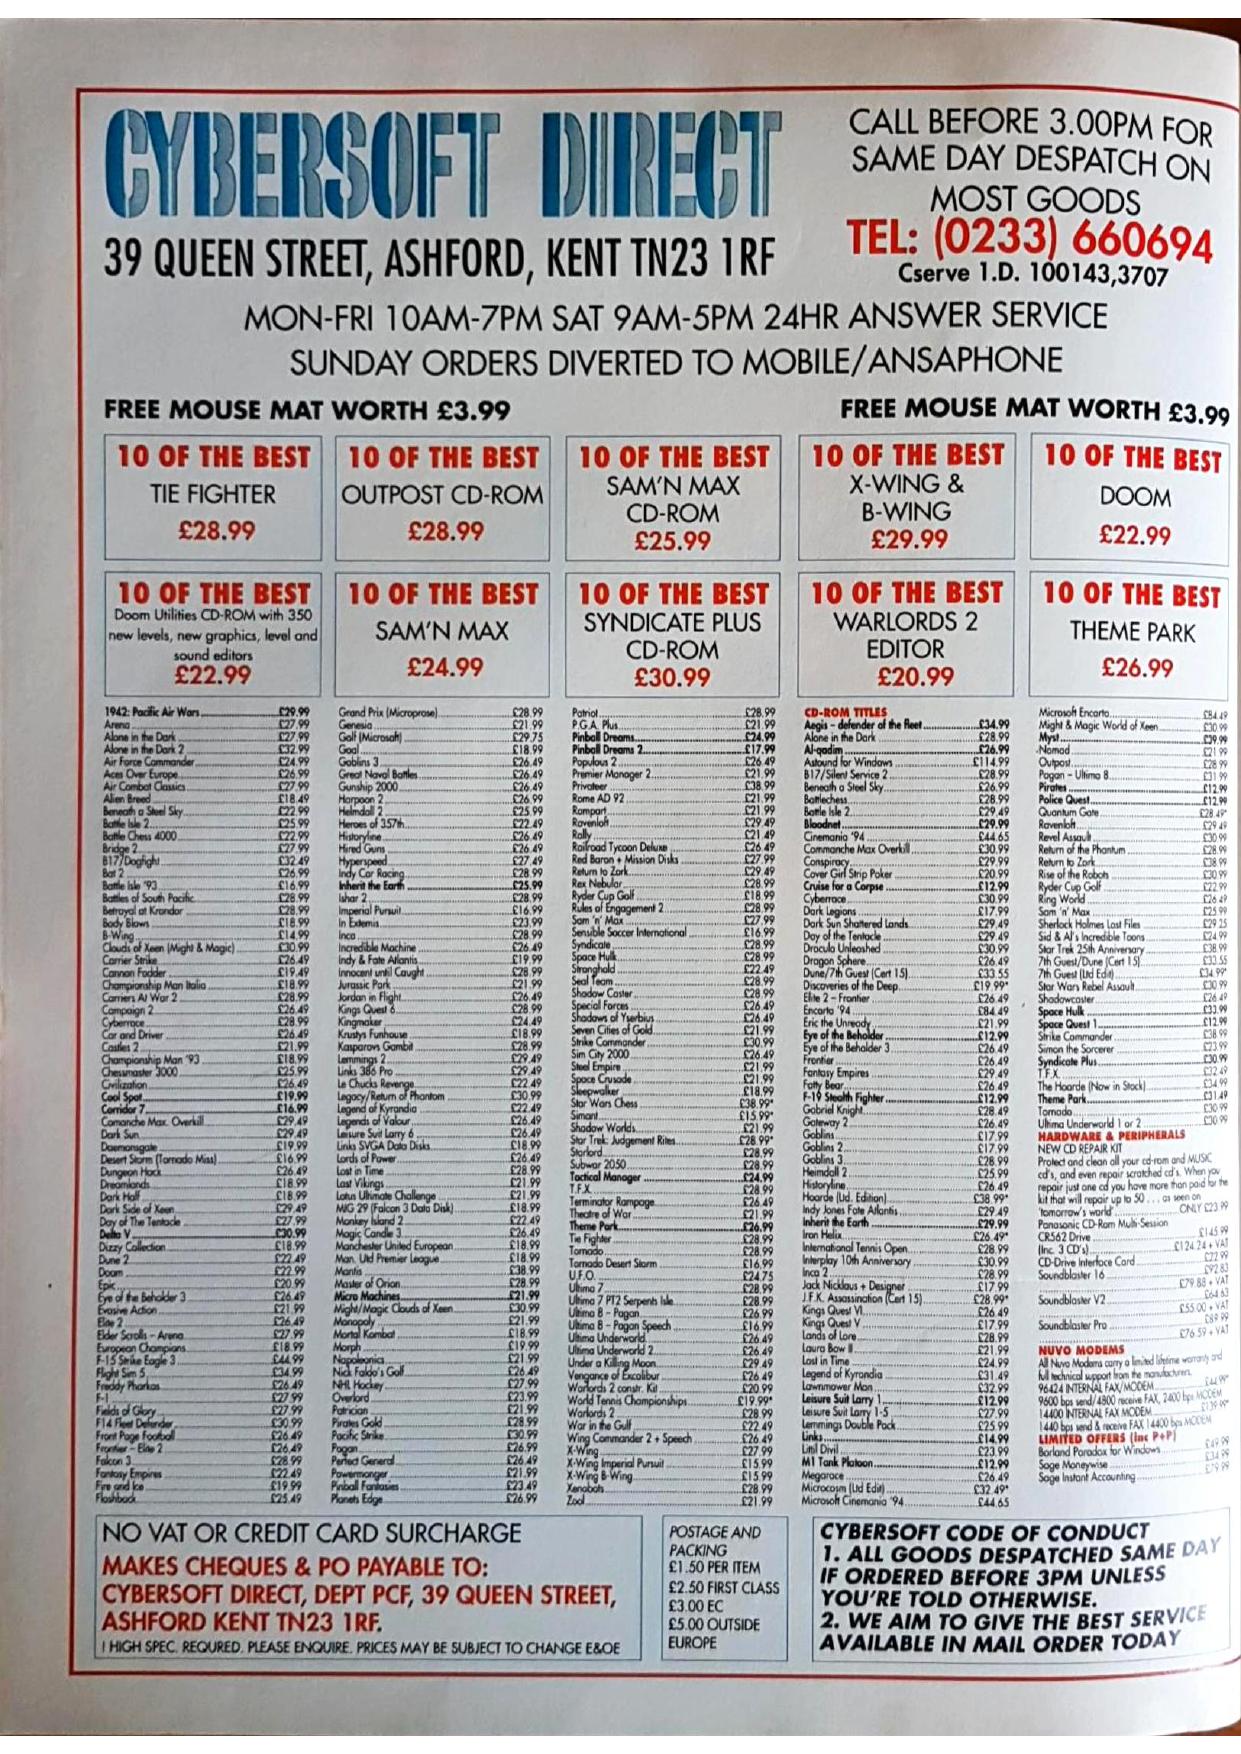 CYBERSOFT DIRECT
39 QUEEN STREET, ASHFORD, KENT TN23 1RF
CALL BEFORE 3.00PM FOR
SAME DAY DESPATCH ON
MOST GOODS
TEL: (0233) 660694
Cserve 1.D. 100143,3707
MON-FRI 10AM-7PM SAT 9AM-5PM 24HR ANSWER SERVICE
SUNDAY ORDERS DIVERTED TO MOBILE/ANSAPHONE
FREE MOUSE MAT WORTH £3.99
FREE MOUSE MAT WORTH £3.99
10 OF THE BEST
TIE FIGHTER
£28.99
10 OF THE BEST
OUTPOST CD-ROM
£28.99
10 OF THE BEST
SAM'N MAX
CD-ROM
£25.99
10 OF THE BEST
X-WING &
B-WING
£29.99
10 OF THE BEST
DOOM
£22.99
10 OF THE BEST
Doom Utilities CD-ROM with 350
new levels, new graphics, level and
sound editors
£22.99
10 OF THE BEST
SAM'N MAX
£24.99
10 OF THE BEST
SYNDICATE PLUS
CD-ROM
£30.99
10 OF THE BEST
WARLORDS 2
EDITOR
£20.99
10 OF THE BEST
THEME PARK
£26.99
1942: Pacific Air Wars £29.99
Arena £27.99
Alone in the Dark £27.99
Alone in the Dark 2 £32.99
Air Force Commander £24.99
Aces Over Europe £26.99
Air Combat Classics £27.99
Alien Breed £18.49
Beneath a Steel Sky £22.99
Battle Isle 2 £25.99
Battle Chess 4000 £22.99
Bridge 2 £27.99
B17/Dogfight £32.49
Bat 2 £26.99
Battle Isle '93 £16.99
Battles of South Pacific £28.99
Betrayal at Krondor £28.99
Body Blows £18.99
B-Wing £14.99
Clouds of Xeen (Might & Magic) £30.99
Carrier Strike £26.49
Cannon Fodder £19.49
Championship Man Italia £18.99
Carriers At War 2 £28.99
Campaign 2 £26.49
Cyberrace £28.99
Car and Driver £26.49
Castles 2 £21.99
Championship Man '93 £18.99
Chessmaster 3000 £25.99
Civilization £26.49
Cool Spot £19.99
Corridor 7 £16.99
Comanche Max. Overkill £29.49
Dark Sun £29.49
Daemonsgate £19.99
Desert Storm (Tornado Miss) £16.99
Dungeon Hack £26.49
Dreamlands £18.99
Dark Half £18.99
Dark Side of Xeen £29.49
Day of The Tentacle £27.99
Delta V £30.99
Dizzy Collection £18.99
Dune 2 £22.49
Doom £22.99
Epic £20.99
Eye of the Beholder 3 £26.49
Evasive Action £21.99
Elite 2 £26.49
Elder Scrolls - Arena £27.99
European Champions £18.99
F-15 Strike Eagle 3 £44.99
Flight Sim 5 £34.99
Freddy Pharkas £26.49
F-1 £27.99
Fields of Glory £27.99
F14 Fleet Defender £30.99
Front Page Football £26.49
Frontier - Elite 2 £26.49
Falcon 3 £28.99
Fantasy Empires £22.49
Fire and Ice £19.99
Flashback £25.49
Grand Prix (Microprose) £28.99
Genesia £21.99
Golf (Microsoft) £29.75
Goal £18.99
Goblins 3 £26.49
Great Naval Battles £26.49
Gunship 2000 £26.49
Harpoon 2 £26.99
Heimdall 2 £25.99
Heroes of 357th £22.49
Historyline £26.49
Hired Guns £26.49
Hyperspeed £27.49
Indy Car Racing £28.99
Inherit the Earth £25.99
Ishar 2 £28.99
Imperial Pursuit £16.99
In Extremis £23.99
Inca £28.99
Incredible Machine £26.49
Indy & Fate Atlantis £19.99
Innocent until Caught £28.99
Jurassic Park £21.99
Jordan in Flight £26.49
Kings Quest 6 £28.99
Kingmaker £24.49
Krustys Funhouse £18.99
Kasparovs Gambit £28.99
Lemmings 2 £29.49
Links 386 Pro £29.49
Le Chucks Revenge £22.49
Legacy/Return of Phantom £30.99
Legend of Kyrandia £22.49
Legends of Valour £26.49
Leisure Suit Larry 6 £26.49
Links SVGA Data Disks £18.99
Lords of Power £26.49
Lost in Time £28.99
Lost Vikings £21.99
Lotus Ultimate Challenge £21.99
MIG 29 (Falcon 3 Data Disk) £18.99
Monkey Island 2 £22.49
Magic Candle 3 £26.49
Manchester United European £18.99
Man. Utd Premier League £18.99
Mantis £38.99
Master of Orion £28.99
Micro Machines £21.99
Might/Magic Clouds of Xeen £30.99
Monopoly £21.99
Mortal Kombat £18.99
Morph £19.99
Napoleonics £21.99
Nick Faldo's Golf £26.49
NHL Hockey £27.99
Overlord £23.99
Patrician £21.99
Pirates Gold £28.99
Pacific Strike £30.99
Pagan £26.99
Perfect General £26.49
Powermonger £21.99
Pinball Fantasies £23.49
Planets Edge £26.99
Patriot £28.99
P.G.A. Plus £21.99
Pinball Dreams £24.99
Pinball Dreams 2 £17.99
Populous 2 £26.49
Premier Manager 2 £21.99
Privateer £38.99
Rome AD 92 £21.99
Rampart £21.99
Ravenloft £29.49
Rally £21.49
Railroad Tycoon Deluxe £26.49
Red Baron + Mission Disks £27.99
Return to Zork £29.49
Rex Nebular £28.99
Ryder Cup Golf £18.99
Rules of Engagement 2 £28.99
Sam 'n' Max £27.99
Sensible Soccer International £16.99
Syndicate £28.99
Space Hulk £28.99
Stronghold £22.49
Seal Team £28.99
Shadow Caster £28.99
Special Forces £26.49
Shadows of Yserbius £26.49
Seven Cities of Gold £21.99
Strike Commander £30.99
Sim City 2000 £26.49
Steel Empire £21.99
Space Crusade £21.99
Sleepwalker £18.99
Star Wars Chess £38.99*
Simant £15.99*
Shadow Worlds £21.99
Star Trek: Judgement Rites £28.99*
Starlord £28.99
Subwar 2050 £28.99
Tactical Manager £24.99
T.F.X £28.99
Terminator Rampage £26.49
Theatre of War £21.99
Theme Park £26.99
Tie Fighter £28.99
Tornado £28.99
Tornado Desert Storm £16.99
U.F.O. £24.75
Ultima 7 £28.99
Ultima 7 PT2 Serpents Isle £28.99
Ultima 8 - Pagan £26.49
Ultima 8 - Pagan Speech £16.99
Ultima Underworld £26.49
Ultima Underworld 2 £26.49
Under a Killing Moon £29.49
Vengance of Excalibur £26.49
Warlords 2 constr. Kit £20.99
World Tennis Championships £19.99*
Warlords 2 £28.99
War in the Gulf £22.49
Wing Commander 2 + Speech £26.49
X-Wing £27.99
X-Wing Imperial Pursuit £15.99
X-Wing B-Wing £15.99
Xenobots £28.99
Zool £21.99
CD-ROM TITLES
Aegis - defender of the fleet £34.99
Alone in the Dark £28.99
Al-qadim £26.99
Astound for Windows £114.99
B17/Silent Service 2 £28.99
Beneath a Steel Sky £26.99
Battlechess £28.99
Battle Isle 2 £29.49
Bloodnet £29.99
Cinemania '94 £44.65
Commanche Max Overkill £30.99
Conspiracy £29.99
Cover Girl Strip Poker £20.99
Cruise for a Corpse £12.99
Cyberrace £30.99
Dark Legions £17.99
Dark Sun Shattered Lands £29.49
Day of the Tentacle £29.49
Dracula Unleashed £30.99
Dragon Sphere £26.49
Dune/7th Guest (Cert 15) £33.55
Discoveries of the Deep £19.99*
Elite 2 - Frontier £26.49
Encarta '94 £84.49
Eric the Unready £21.99
Eye of the Beholder £12.99
Eye of the Beholder 3 £26.49
Frontier £26.49
Fantasy Empires £29.49
Fatty Bear £26.49
F-19 Stealth Fighter £12.99
Gabriel Knight £28.49
Gateway 2 £26.49
Goblins £17.99
Goblins 2 £17.99
Goblins 3 £28.99
Heimdall 2 £25.99
Historyline £26.49
Hoarde (Ltd. Edition) £38.99*
Indy Jones Fate Atlantis £29.49
Inherit the Earth £29.99
Iron Helix £26.49*
International Tennis Open £28.99
Interplay 10th Anniversary £30.99
Inca 2 £28.99
Jack Nicklaus + Designer £17.99
J.F.K. Assassination (Cert 15) £28.99*
Kings Quest VI £26.49
Kings Quest V £17.99
Lands of Lore £28.99
Laura Bow II £21.99
Lost in Time £24.99
Legend of Kyrandia £31.49
Lawnmower Man £32.99
Leisure Suit Larry 1 £12.99
Leisure Suit Larry 1-5 £27.99
Lemmings Double Pack £25.99
Links £14.99
Litil Divil £23.99
M1 Tank Platoon £12.99
Megarace £26.49
Microcosm (Ltd Edit) £32.49*
Microsoft Cinemania '94 £44.65
Microsoft Encarta £84.49
Might & Magic World of Xeen £30.99
Myst £39.99
Nomad £21.99
Outpost £28.99
Pagan - Ultima 8 £31.99
Pirates £12.99
Police Quest £12.99
Quantum Gate £28.49*
Ravenloft £29.49
Revel Assault £30.99
Return of the Phantum £28.99
Return to Zork £38.99
Rise of the Robots £30.99
Ryder Cup Golf £22.99
Ring World £26.49
Sam 'n' Max £25.99
Sherlock Holmes Lost Files £29.25
Sid & Al's Incredible Toons £24.99
Star Trek 25th Anniversary £38.99
7th Guest/Dune (Cert 15) £33.55
7th Guest (Ltd Edit) £34.99*
Star Wars Rebel Assault £30.99
Shadowcaster £26.49
Space Hulk £33.99
Space Quest 1 £12.99
Strike Commander £38.99
Simon the Sorcerer £23.99
Syndicate Plus £30.99
T.F.X. £32.49
The Hoarde (Now in Stock) £34.99
Theme Park £31.49
Tornado £30.99
Ultima Underworld 1 or 2 £30.99
HARDWARE & PERIPHERALS
NEW CD REPAIR KIT
Protect and clean all your cd-rom and MUSIC
cd's, and even repair scratched cd's. When you
repair just one cd you have more than paid for the
kit that will repair up to 50 . . . as seen on
'tomorrow's world' ONLY £23.99
Panasonic CD-Rom Multi-Session
CR562 Drive £145.99
(Inc. 3 CD's) £124.24 + VAT
CD-Drive Interface Card £22.99
Soundblaster 16 £92.83
£79.88 + VAT
Soundblaster V2 £64.63
£55.00 + VAT
Soundblaster Pro £89.99
£76.59 + VAT
NUVO MODEMS
All Nuvo Modems carry a limited lifetime warranty and
full technical support from the manufacturers.
96424 INTERNAL FAX/MODEM £44.99*
9600 bps send/4800 receive FAX, 2400 bps MODEM
14400 INTERNAL FAX MODEM £139.99*
1440 bps send & receive FAX 14400 bps MODEM
LIMITED OFFERS (Inc P+P)
Borland Paradox for Windows £49.99
Sage Moneywise £34.99
Sage Instant Accounting £79.99
NO VAT OR CREDIT CARD SURCHARGE
MAKES CHEQUES & PO PAYABLE TO:
CYBERSOFT DIRECT, DEPT PCF, 39 QUEEN STREET,
ASHFORD KENT TN23 1RF.
! HIGH SPEC. REQURED. PLEASE ENQUIRE. PRICES MAY BE SUBJECT TO CHANGE E&OE
POSTAGE AND
PACKING
£1.50 PER ITEM
£2.50 FIRST CLASS
£3.00 EC
£5.00 OUTSIDE
EUROPE
CYBERSOFT CODE OF CONDUCT
1. ALL GOODS DESPATCHED SAME DAY
IF ORDERED BEFORE 3PM UNLESS
YOU'RE TOLD OTHERWISE.
2. WE AIM TO GIVE THE BEST SERVICE
AVAILABLE IN MAIL ORDER TODAY